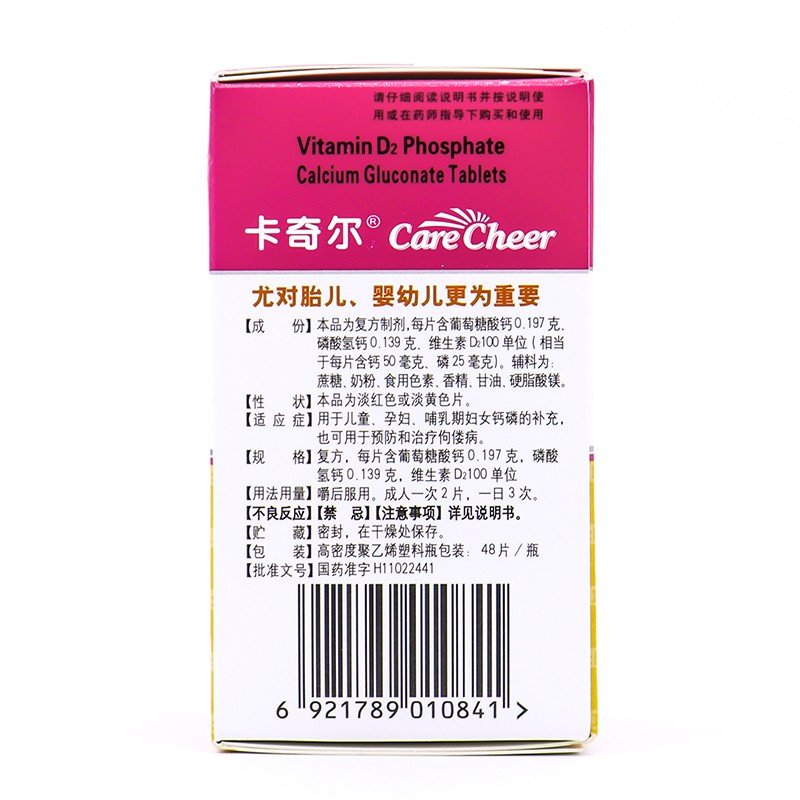 请仔细阅读说明书并按说明使
用或在药师指导下购买和使用
Vitamin D₂ Phosphate
Calcium Gluconate Tablets
卡奇尔® Care Cheer
尤对胎儿、婴幼儿更为重要
【成 份】本品为复方制剂,每片含葡萄糖酸钙0.197克、
磷酸氢钙0.139克、维生素D₂100单位(相当
于每片含钙50毫克、磷25毫克)。辅料为:
蔗糖、奶粉、食用色素、香精、甘油、硬脂酸镁。
【性 状】本品为淡红色或淡黄色片。
【适应症】用于儿童、孕妇、哺乳期妇女钙磷的补充,
也可用于预防和治疗佝偻病。
【规 格】复方,每片含葡萄糖酸钙0.197克,磷酸
氢钙0.139克,维生素D₂100单位
【用法用量】嚼后服用。成人一次2片,一日3次。
【不良反应】【禁 忌】【注意事项】详见说明书。
【贮 藏】密封,在干燥处保存。
【包 装】高密度聚乙烯塑料瓶包装:48片/瓶
【批准文号】国药准字H11022441
6 921789 010841 >